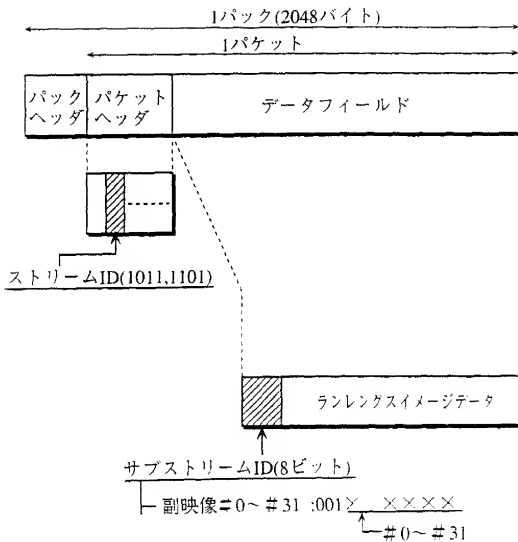 1パック(2048バイト)
1パケット
パック
ヘッダ
パケット
ヘッダ
データフィールド
ストリームID(1011,1101)
ランレングスイメージデータ
サブストリームID(8ビット)
副映像#0~#31 :001× ××××
#0~#31